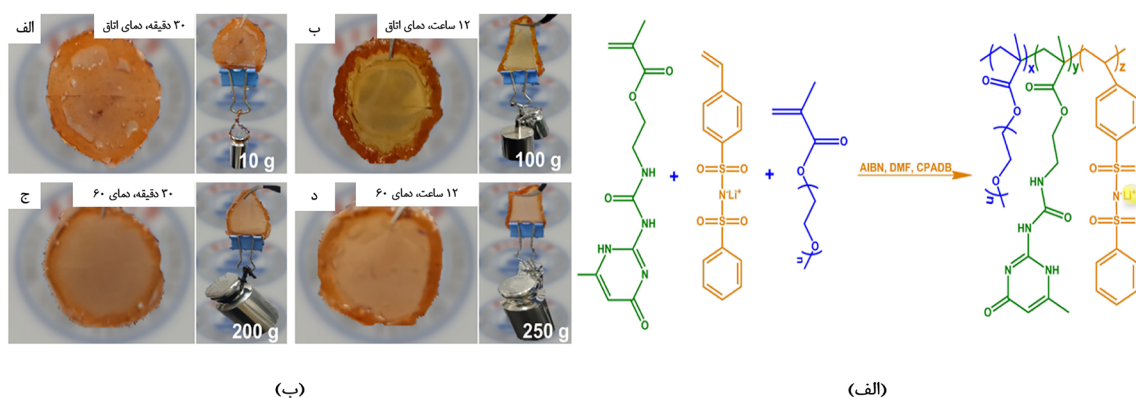 الف
۳۰ دقیقه، دمای اتاق
10 g
ب
۱۲ ساعت، دمای اتاق
100 g
ج
۳۰ دقیقه، دمای ۶۰
200 g
د
۱۲ ساعت، دمای ۶۰
250 g
(ب)
O
O
NH
O
NH
HN
N
O
+
O=S=O
N⁻Li⁺
O=S=O
+
O
O
O
n
AIBN, DMF, CPADB
x
y
z
O
O
O
O
O
n
NH
O
HN
N
NH
O
O=S=O
N⁻Li⁺
O=S=O
(الف)